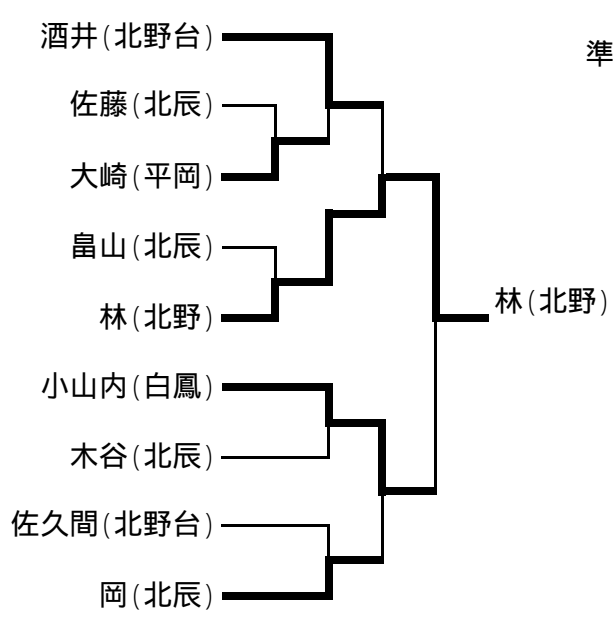 酒井(北野台)
準
佐藤(北辰)
大崎(平岡)
畠山(北辰)
林(北野)
林(北野)
小山内(白鳳)
木谷(北辰)
佐久間(北野台)
岡(北辰)